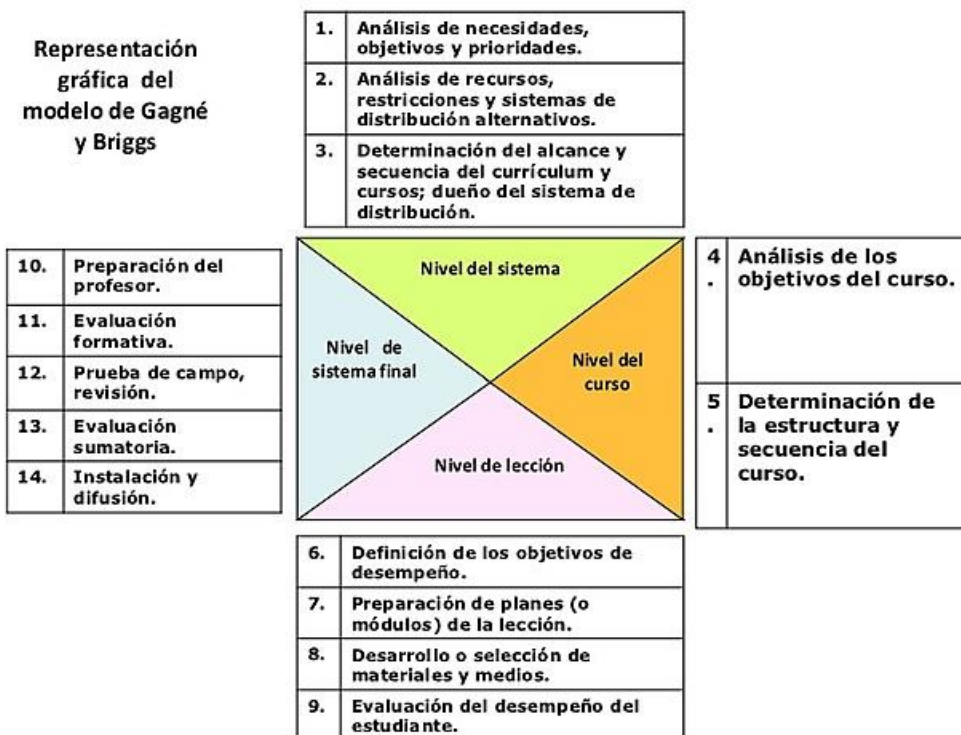 Representación
gráfica del
modelo de Gagné
y Briggs
1. Análisis de necesidades,
objetivos y prioridades.
2. Análisis de recursos,
restricciones y sistemas de
distribución alternativos.
3. Determinación del alcance y
secuencia del currículum y
cursos; dueño del sistema de
distribución.
Nivel del sistema
Nivel de
sistema final
Nivel del
curso
Nivel de lección
4
.
Análisis de los
objetivos del curso.
5
.
Determinación de
la estructura y
secuencia del
curso.
6. Definición de los objetivos de
desempeño.
7. Preparación de planes (o
módulos) de la lección.
8. Desarrollo o selección de
materiales y medios.
9. Evaluación del desempeño del
estudiante.
10. Preparación del
profesor.
11. Evaluación
formativa.
12. Prueba de campo,
revisión.
13. Evaluación
sumatoria.
14. Instalación y
difusión.